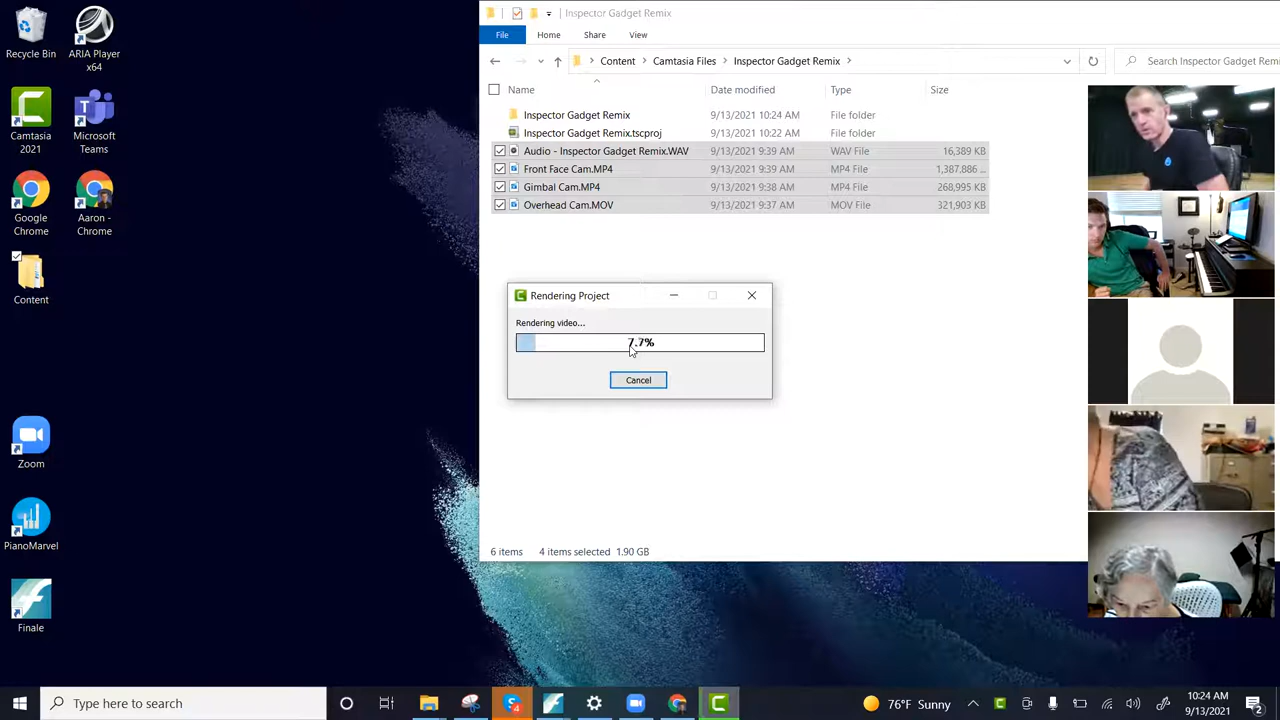 Recycle Bin
ARIA Player
x64
Camtasia
2021
Microsoft
Teams
Google
Chrome
Aaron -
Chrome
Content
Zoom
PianoMarvel
Finale
Inspector Gadget Remix
File Home Share View
Content Camtasia Files Inspector Gadget Remix
Search Inspector Gadget Remi
Name Date modified Type Size
Inspector Gadget Remix 9/13/2021 10:24 AM File folder
Inspector Gadget Remix.tscproj 9/13/2021 10:22 AM File folder
Audio - Inspector Gadget Remix.WAV 9/13/2021 9:39 AM WAV File 16,389 KB
Front Face Cam.MP4 9/13/2021 9:39 AM MP4 File 1,387,886 ...
Gimbal Cam.MP4 9/13/2021 9:38 AM MP4 File 268,995 KB
Overhead Cam.MOV 9/13/2021 9:37 AM MOV File 321,903 KB
Rendering Project
Rendering video...
7.7%
Cancel
6 items 4 items selected 1.90 GB
Type here to search
76°F Sunny
10:24 AM
9/13/2021
2